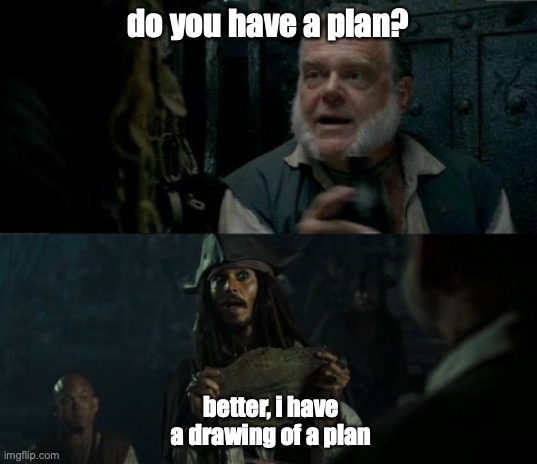 do you have a plan?
better, i have
a drawing of a plan
imgflip.com